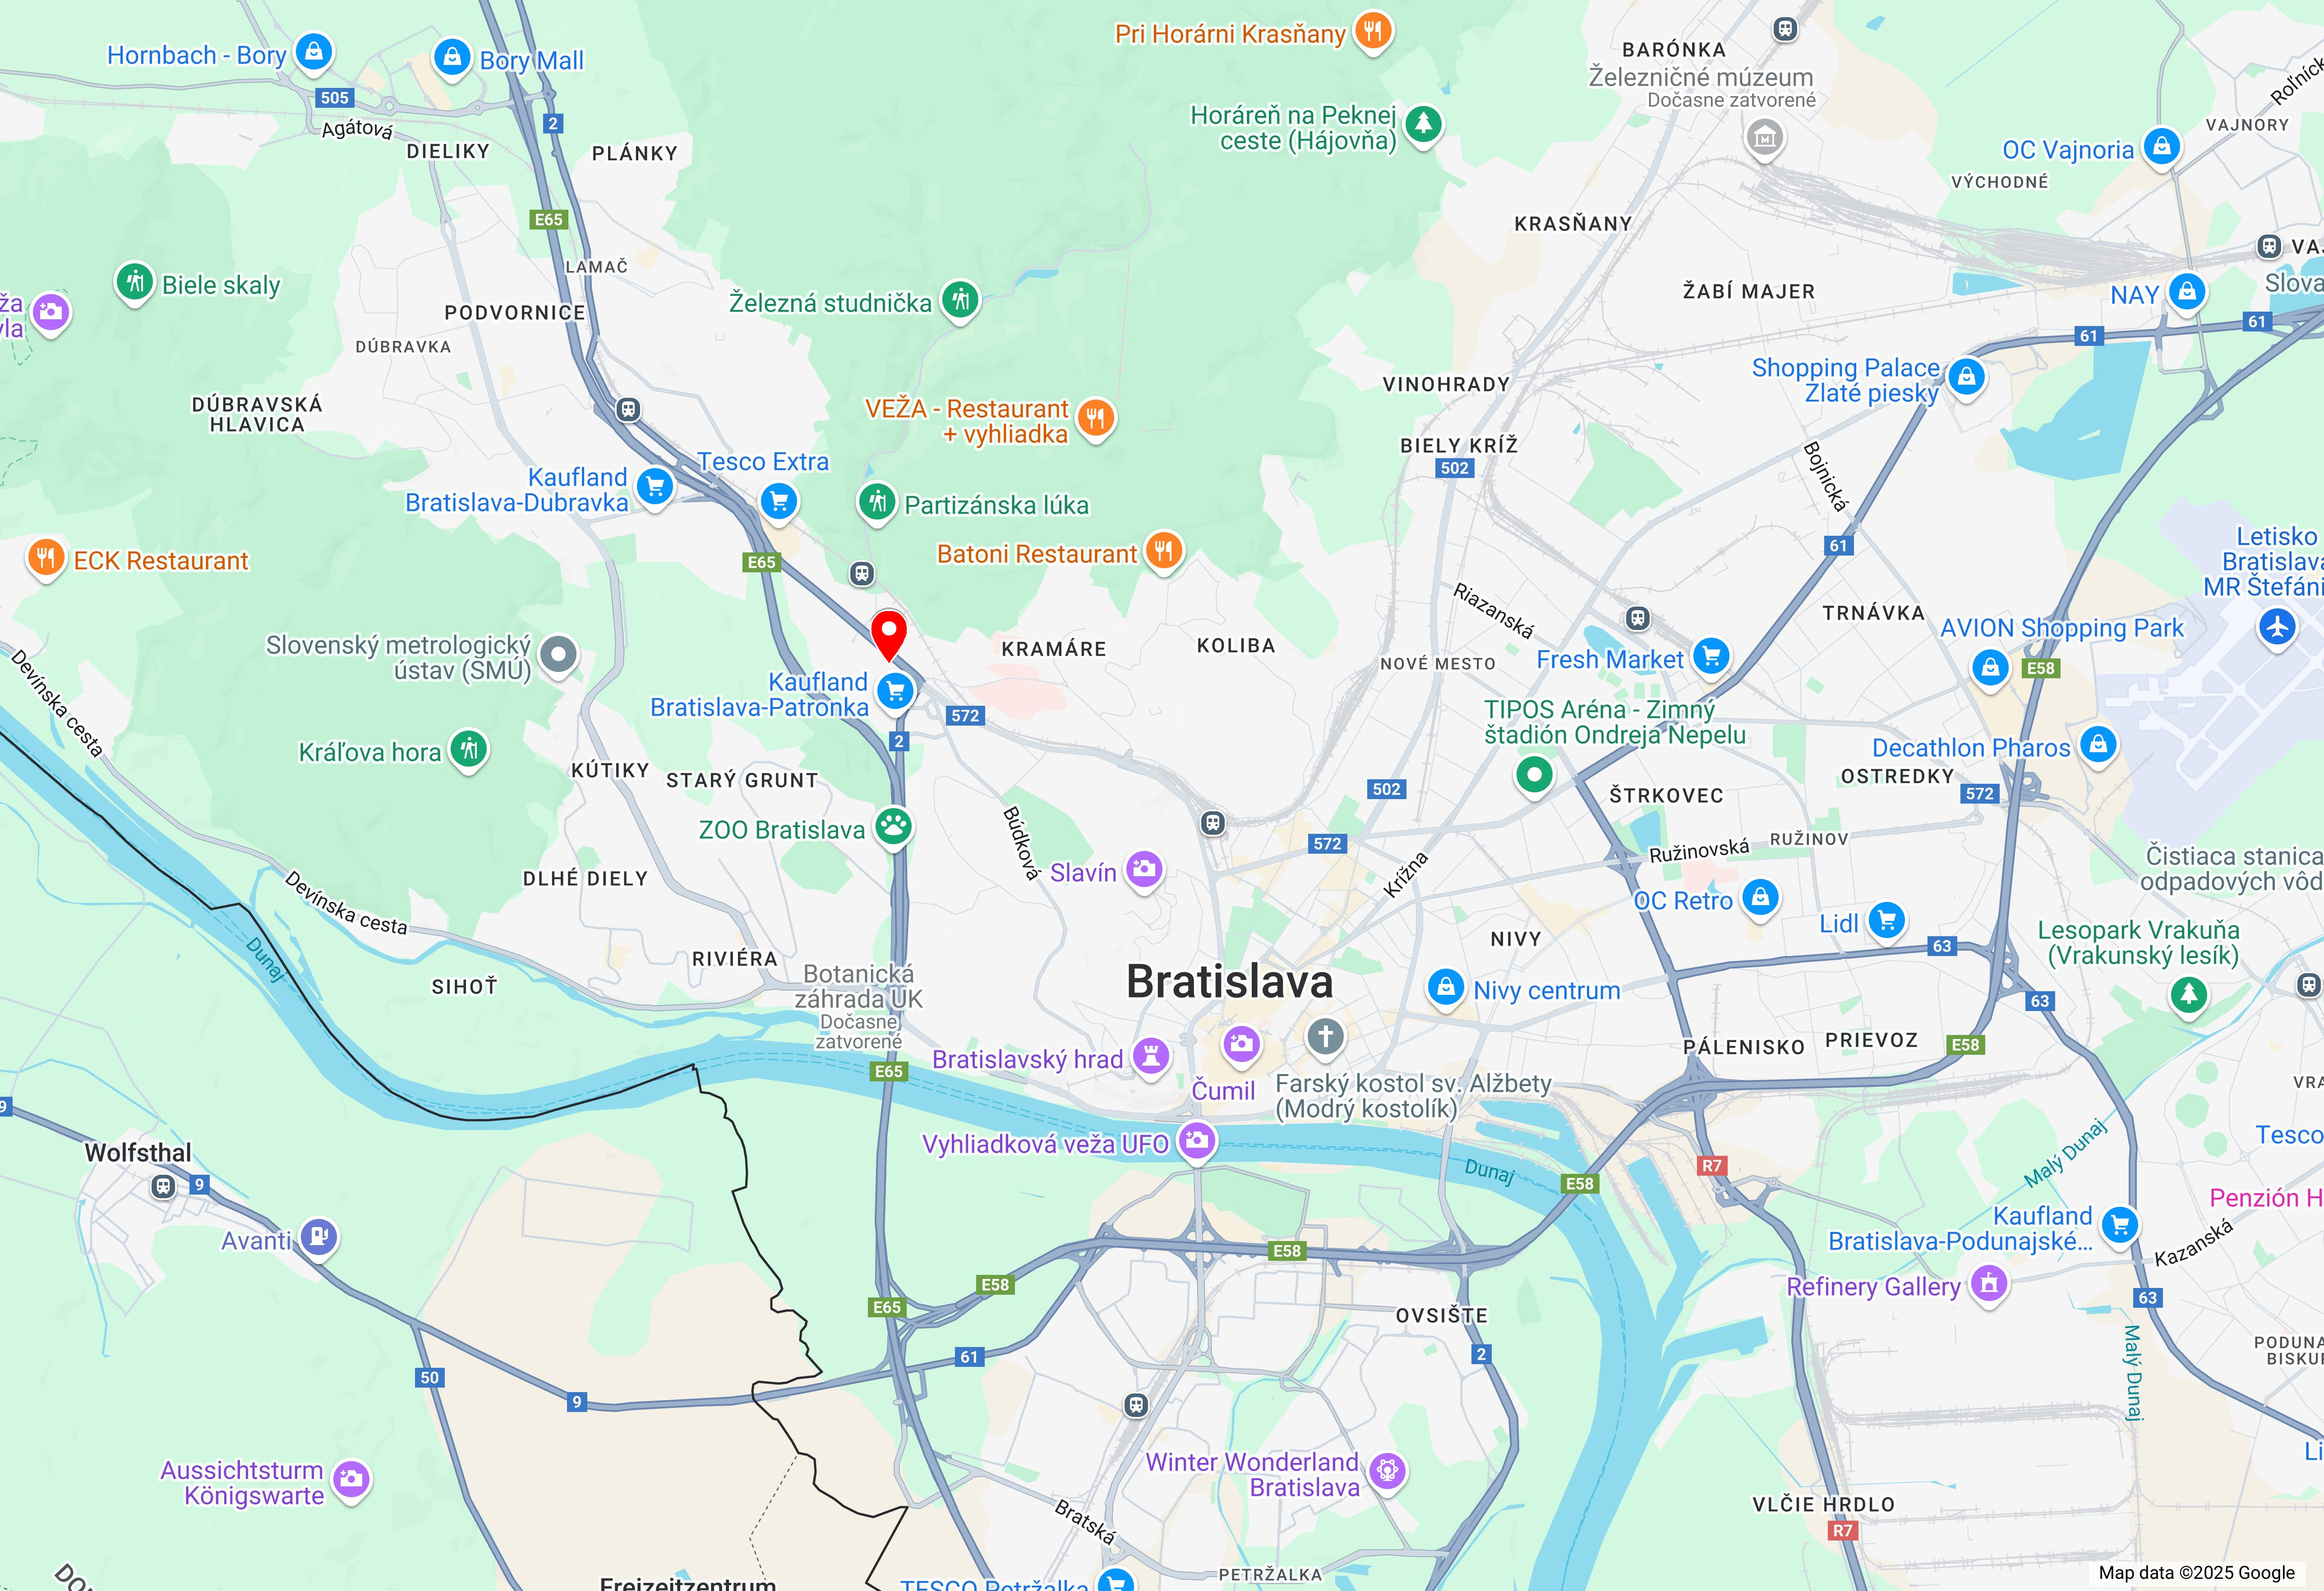 Hornbach - Bory
Bory Mall
505
Agátová
2
DIELIKY
PLÁNKY
E65
LAMAČ
PODVORNICE
DÚBRAVKA
DÚBRAVSKÁ
HLAVICA
Biele skaly
ža
Pri Horárni Krasňany
Horáreň na Peknej
ceste (Hájovňa)
BARÓNKA
Železničné múzeum
Dočasne zatvorené
VAJNORY
OC Vajnoria
VÝCHODNÉ
KRASŇANY
ŽABÍ MAJER
NAY
Slova
61
61
Shopping Palace
Zlaté piesky
Železná studnička
VINOHRADY
BIELY KRÍŽ
502
Bojnická
61
VEŽA - Restaurant
+ vyhliadka
Tesco Extra
Kaufland
Bratislava-Dubravka
Partizánska lúka
Batoni Restaurant
E65
ECK Restaurant
Letisko
Bratislava
MR Štefáni
Riazanská
TRNÁVKA
AVION Shopping Park
E58
Slovenský metrologický
ústav (SMÚ)
KRAMÁRE
KOLIBA
NOVÉ MESTO
Fresh Market
Devínska cesta
Kaufland
Bratislava-Patrónka
572
2
TIPOS Aréna - Zimný
štadión Ondreja Nepelu
Decathlon Pharos
OSTREDKY
572
Kráľova hora
KÚTIKY
STARÝ GRUNT
502
ŠTRKOVEC
ZOO Bratislava
Búdková
572
Ružinovská
RUŽINOV
Čistiaca stanica
odpadových vôd
Slavín
Krížna
DLHÉ DIELY
Devínska cesta
OC Retro
Lidl
Lesopark Vrakuňa
(Vrakunský lesík)
Dunaj
RIVIÉRA
NIVY
63
SIHOŤ
Botanická
záhrada UK
Dočasne
zatvorené
Bratislava
Nivy centrum
63
PÁLENISKO
PRIEVOZ
E58
Bratislavský hrad
Čumil
Farský kostol sv. Alžbety
(Modrý kostolík)
E65
9
Wolfsthal
9
Vyhliadková veža UFO
Dunaj
E58
R7
Malý Dunaj
Tesco
Penzión H
Avanti
E58
Kaufland
Bratislava-Podunajské...
Kazanská
Refinery Gallery
E58
E65
OVSIŠTE
63
61
2
Malý Dunaj
PODUNA
BISKU
50
9
Aussichtsturm
Königswarte
Winter Wonderland
Bratislava
Bratská
VLČIE HRDLO
R7
Freizeitzentrum
TESCO Petržalka
PETRŽALKA
Map data ©2025 Google